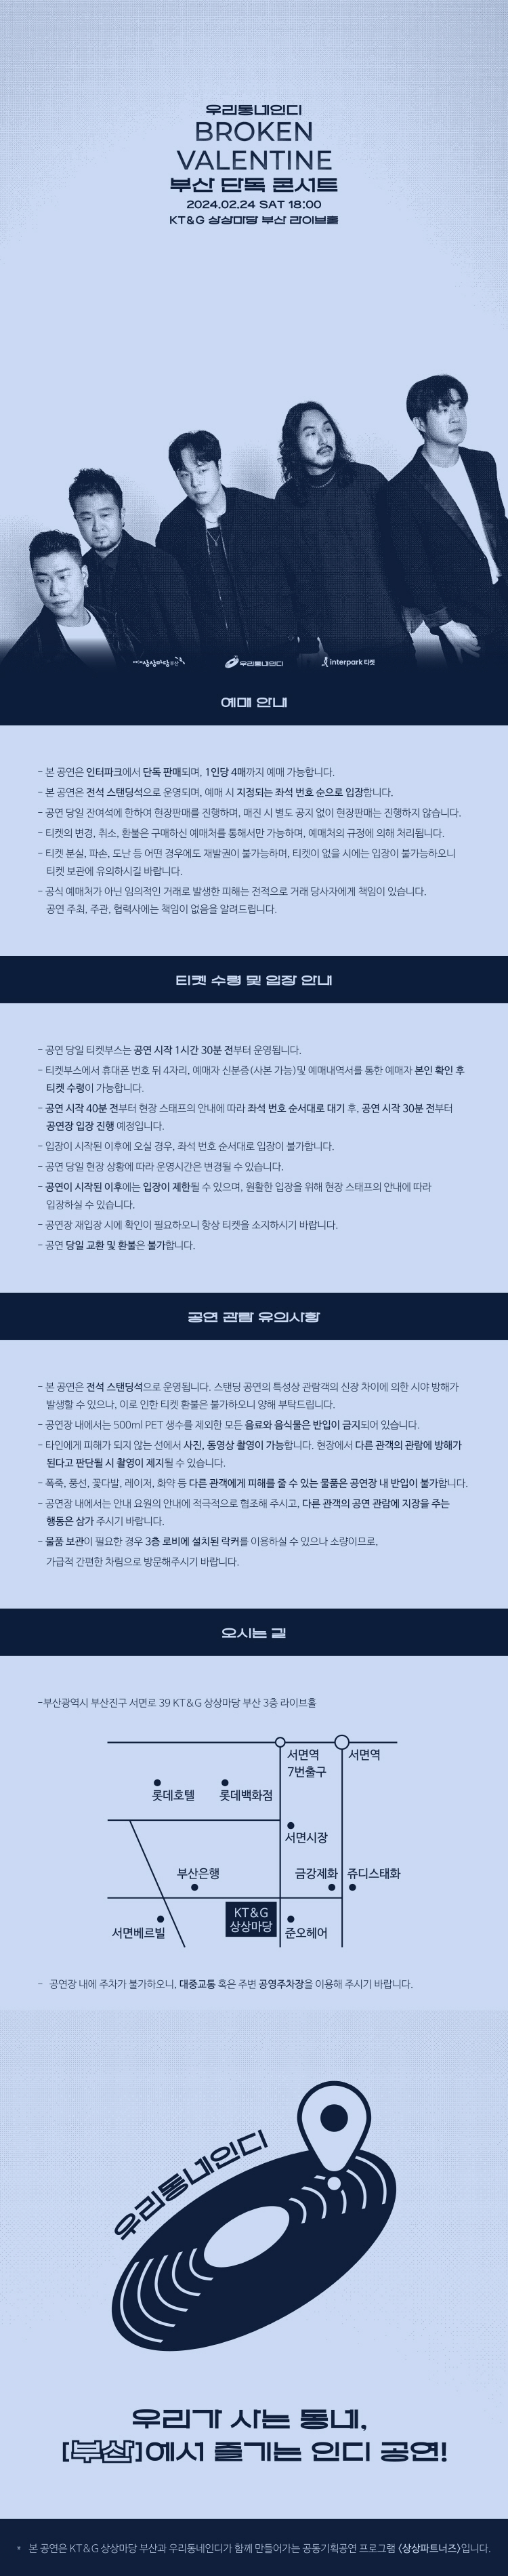 우리동네인디
BROKEN
VALENTINE
부산 단독 콘서트
2024.02.24 SAT 18:00
KT&G 상상마당 부산 라이브홀
상상마당 부산
우리동네인디
interpark 티켓
예매 안내
- 본 공연은 인터파크에서 단독 판매되며, 1인당 4매까지 예매 가능합니다.
- 본 공연은 전석 스탠딩석으로 운영되며, 예매 시 지정되는 좌석 번호 순으로 입장합니다.
- 공연 당일 잔여석에 한하여 현장판매를 진행하며, 매진 시 별도 공지 없이 현장판매는 진행하지 않습니다.
- 티켓의 변경, 취소, 환불은 구매하신 예매처를 통해서만 가능하며, 예매처의 규정에 의해 처리됩니다.
- 티켓 분실, 파손, 도난 등 어떤 경우에도 재발권이 불가능하며, 티켓이 없을 시에는 입장이 불가능하오니
티켓 보관에 유의하시길 바랍니다.
- 공식 예매처가 아닌 임의적인 거래로 발생한 피해는 전적으로 거래 당사자에게 책임이 있습니다.
공연 주최, 주관, 협력사에는 책임이 없음을 알려드립니다.
티켓 수령 및 입장 안내
- 공연 당일 티켓부스는 공연 시작 1시간 30분 전부터 운영됩니다.
- 티켓부스에서 휴대폰 번호 뒤 4자리, 예매자 신분증(사본 가능)및 예매내역서를 통한 예매자 본인 확인 후
티켓 수령이 가능합니다.
- 공연 시작 40분 전부터 현장 스태프의 안내에 따라 좌석 번호 순서대로 대기 후, 공연 시작 30분 전부터
공연장 입장 진행 예정입니다.
- 입장이 시작된 이후에 오실 경우, 좌석 번호 순서대로 입장이 불가합니다.
- 공연 당일 현장 상황에 따라 운영시간은 변경될 수 있습니다.
- 공연이 시작된 이후에는 입장이 제한될 수 있으며, 원활한 입장을 위해 현장 스태프의 안내에 따라
입장하실 수 있습니다.
- 공연장 재입장 시에 확인이 필요하오니 항상 티켓을 소지하시기 바랍니다.
- 공연 당일 교환 및 환불은 불가합니다.
공연 관람 유의사항
- 본 공연은 전석 스탠딩석으로 운영됩니다. 스탠딩 공연의 특성상 관람객의 신장 차이에 의한 시야 방해가
발생할 수 있으나, 이로 인한 티켓 환불은 불가하오니 양해 부탁드립니다.
- 공연장 내에서는 500ml PET 생수를 제외한 모든 음료와 음식물은 반입이 금지되어 있습니다.
- 타인에게 피해가 되지 않는 선에서 사진, 동영상 촬영이 가능합니다. 현장에서 다른 관객의 관람에 방해가
된다고 판단될 시 촬영이 제지될 수 있습니다.
- 폭죽, 풍선, 꽃다발, 레이저, 화약 등 다른 관객에게 피해를 줄 수 있는 물품은 공연장 내 반입이 불가합니다.
- 공연장 내에서는 안내 요원의 안내에 적극적으로 협조해 주시고, 다른 관객의 공연 관람에 지장을 주는
행동은 삼가 주시기 바랍니다.
- 물품 보관이 필요한 경우 3층 로비에 설치된 락커를 이용하실 수 있으나 소량이므로,
가급적 간편한 차림으로 방문해주시기 바랍니다.
오시는 길
-부산광역시 부산진구 서면로 39 KT&G 상상마당 부산 3층 라이브홀
서면역
7번출구
서면역
롯데호텔
롯데백화점
서면시장
부산은행
금강제화
쥬디스태화
KT&G
상상마당
서면베르빌
준오헤어
- 공연장 내에 주차가 불가하오니, 대중교통 혹은 주변 공영주차장을 이용해 주시기 바랍니다.
우리동네인디
우리가 사는 동네,
[부산]에서 즐기는 인디 공연!
* 본 공연은 KT&G 상상마당 부산과 우리동네인디가 함께 만들어가는 공동기획공연 프로그램 <상상파트너즈>입니다.